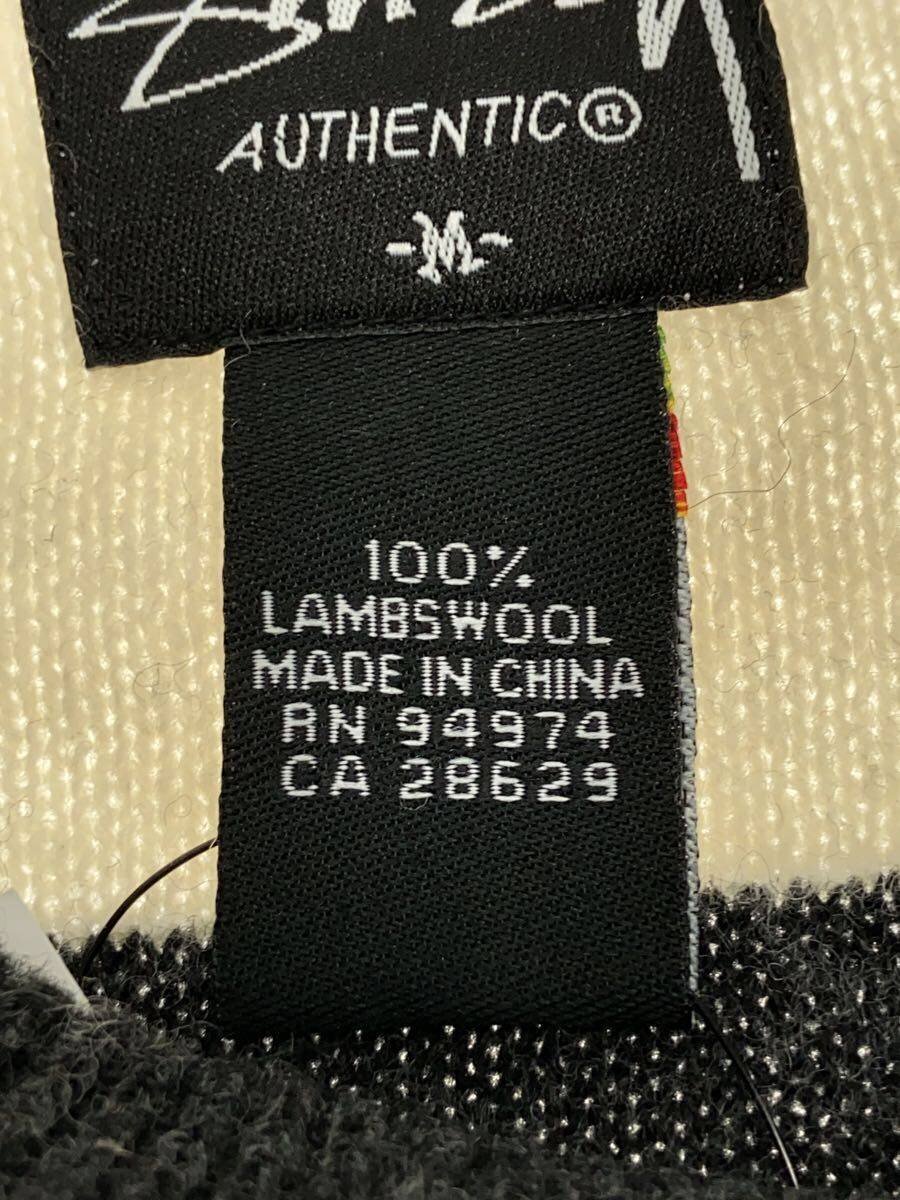 AUTHENTIC®
-M-
100%
LAMBSWOOL
MADE IN CHINA
RN 94974
CA 28629